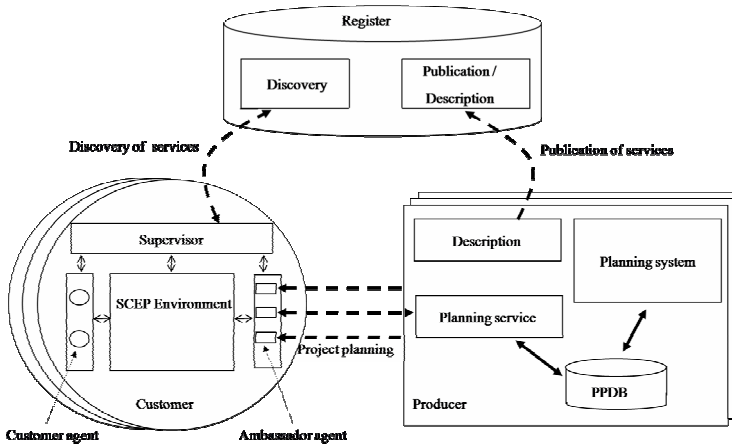 Register
Discovery
Publication /
Description
Discovery of services
Publication of services
Supervisor
SCEP Environment
Description
Planning system
Planning service
Project planning
PPDB
Customer
Producer
Customer agent
Ambassador agent